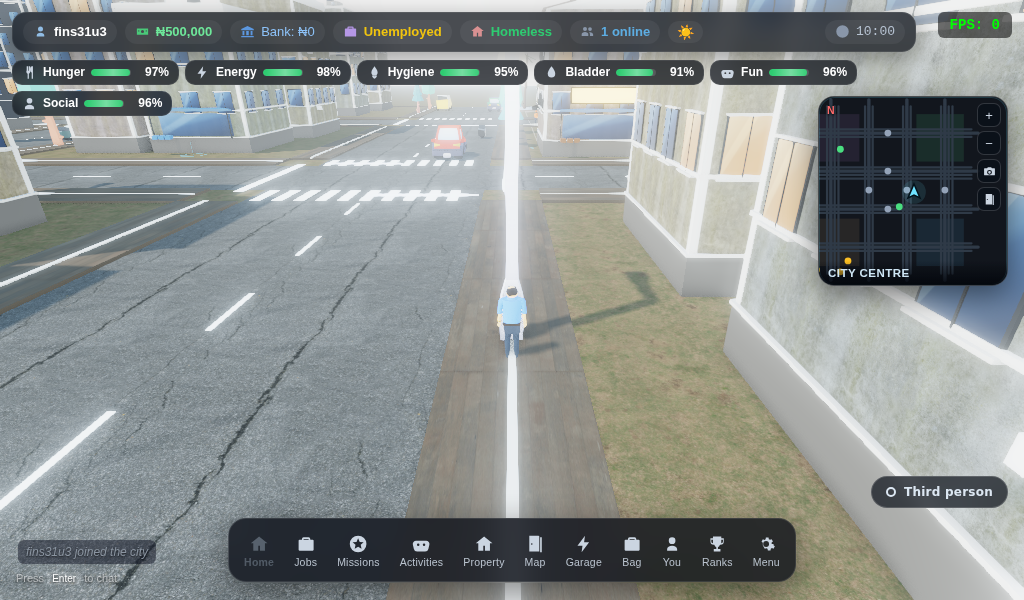 fins31u3
₦500,000
Bank: ₦0
Unemployed
Homeless
1 online
10:00
FPS: 0
Hunger 97%
Energy 98%
Hygiene 95%
Bladder 91%
Fun 96%
Social 96%
N
+
−
CITY CENTRE
Third person
fins31u3 joined the city
Press Enter to chat
Home
Jobs
Missions
Activities
Property
Map
Garage
Bag
You
Ranks
Menu